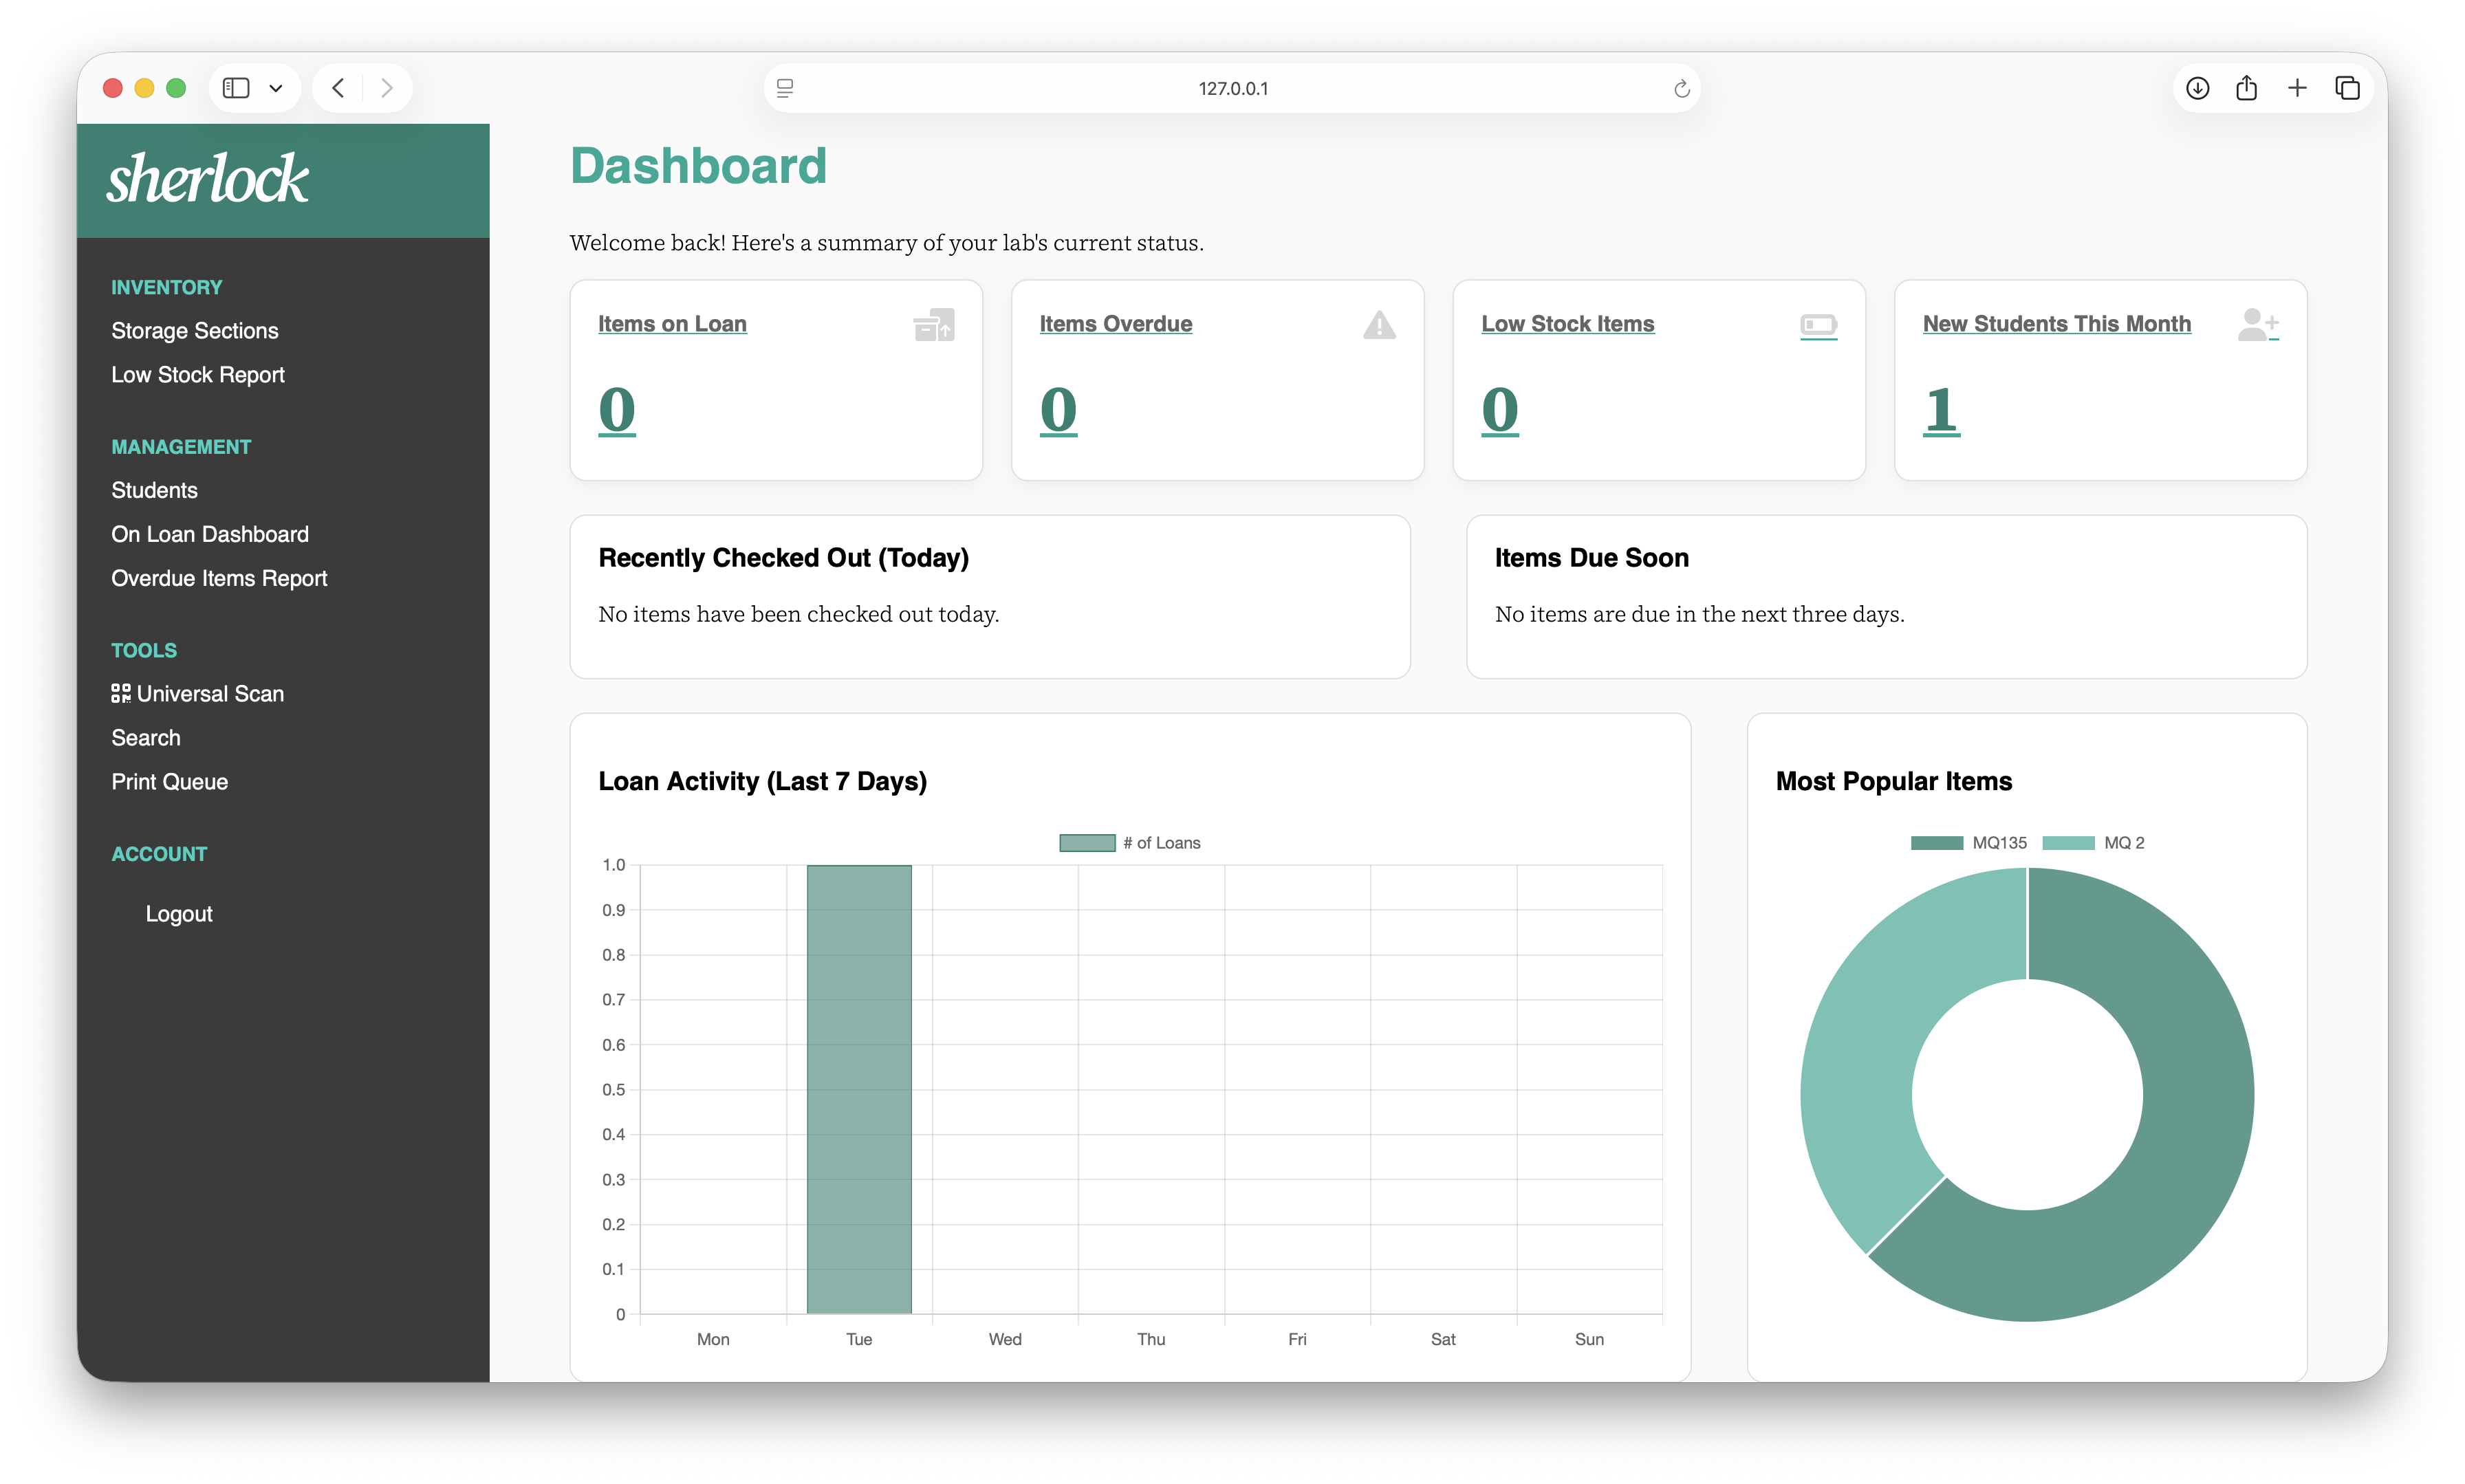 127.0.0.1
sherlock
INVENTORY
Storage Sections
Low Stock Report
MANAGEMENT
Students
On Loan Dashboard
Overdue Items Report
TOOLS
Universal Scan
Search
Print Queue
ACCOUNT
Logout
Dashboard
Welcome back! Here's a summary of your lab's current status.
Items on Loan
0
Items Overdue
0
Low Stock Items
0
New Students This Month
1
Recently Checked Out (Today)
No items have been checked out today.
Items Due Soon
No items are due in the next three days.
Loan Activity (Last 7 Days)
# of Loans
1.0
0.9
0.8
0.7
0.6
0.5
0.4
0.3
0.2
0.1
0
Mon Tue Wed Thu Fri Sat Sun
Most Popular Items
MQ135 MQ 2